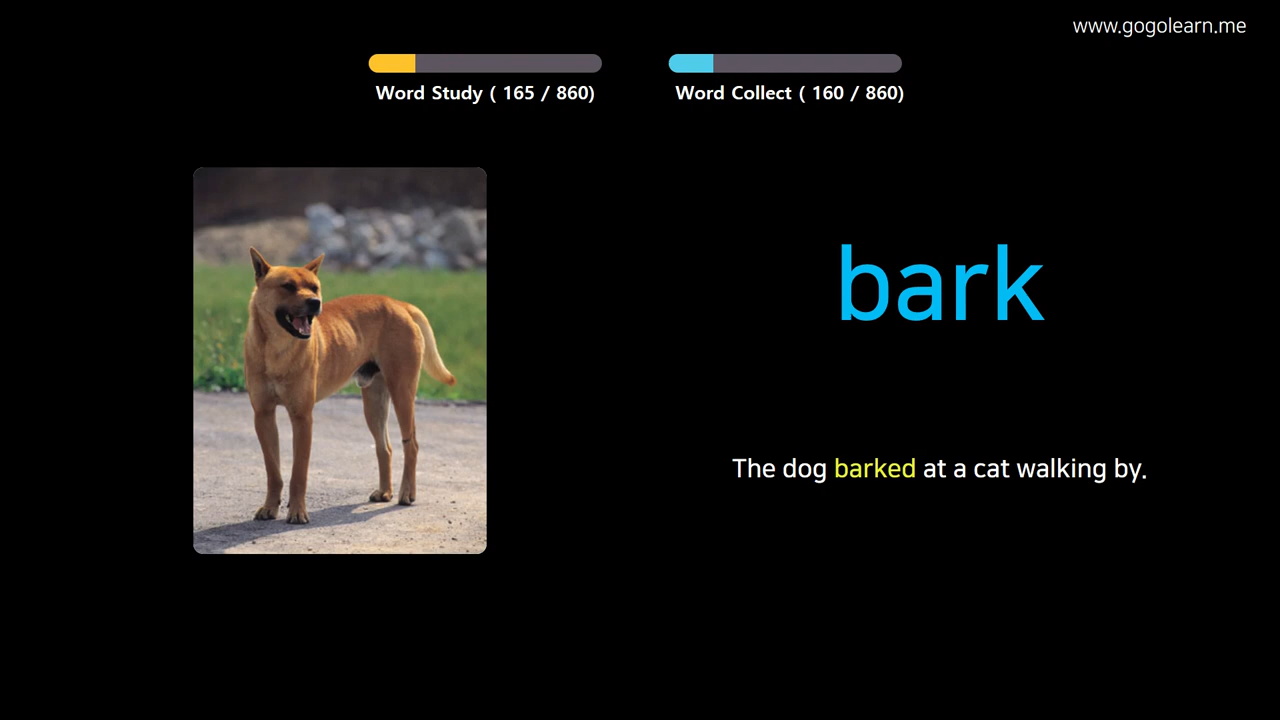 www.gogolearn.me
Word Study ( 165 / 860)
Word Collect ( 160 / 860)
bark
The dog barked at a cat walking by.